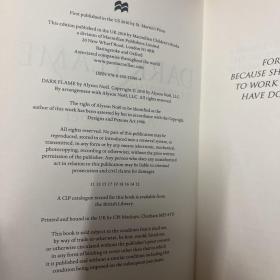 First published in the US 2010 by St. Martin's Press
This edition published in the UK 2010 by Macmillan Children's Books
a division of Macmillan Publishers Limited
20 New Wharf Road, London N1 9RR
Basingstoke and Oxford
Associated companies throughout the world
www.panmacmillan.com
ISBN 978-0-330
DARK FLAME by Alyson Noël. Copyright © 2010 by Alyson Noël, LLC
By arrangement with Alyson Noël, LLC. All rights reserved.
The right of Alyson Noël to be identified as the
author of this work has been asserted by her in accordance with the Copyright,
Designs and Patents Act 1988.
All rights reserved. No part of this publication may be
reproduced, stored in or introduced into a retrieval system, or
transmitted, in any form or by any means (electronic, mechanical,
photocopying, recording or otherwise), without the prior written
permission of the publisher. Any person who does any unauthorized
act in relation to this publication may be liable to criminal
prosecution and civil claims for damages.
A CIP catalogue record for this book is available from
the British Library.
Printed and bound in the UK by CPI Mackays, Chatham ME5 8TD
This book is sold subject to the condition that it shall not,
by way of trade or otherwise, be lent, resold, hired out,
or otherwise circulated without the publisher's prior consent
in any form of binding or cover other than that in which
it is published and without a similar condition including this
condition being imposed on the subsequent purchaser.
FOR
BECAUSE SH
TO WORK
HAVE DO